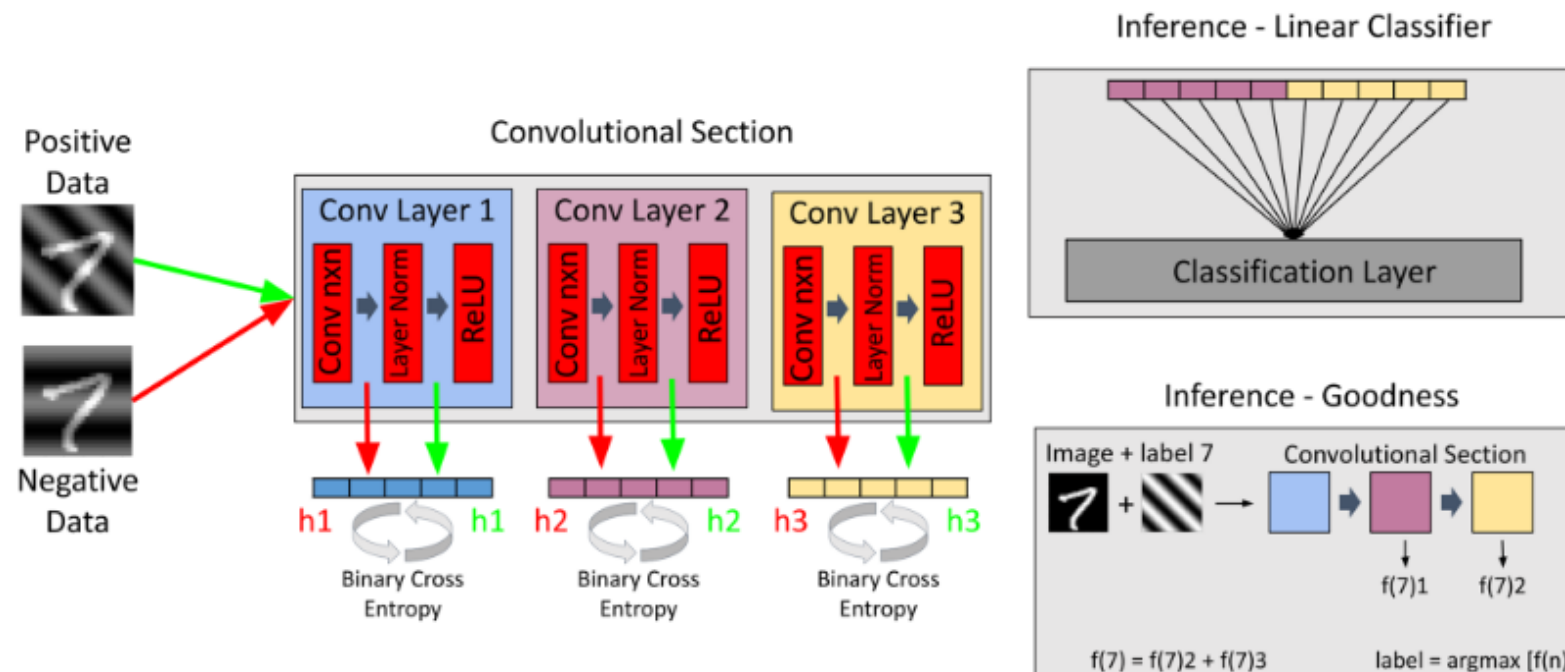 Positive
Data
Negative
Data
Convolutional Section
Conv Layer 1
Conv nxn
Layer Norm
ReLU
Conv Layer 2
Conv nxn
Layer Norm
ReLU
Conv Layer 3
Conv nxn
Layer Norm
ReLU
h1
h1
Binary Cross
Entropy
h2
h2
Binary Cross
Entropy
h3
h3
Binary Cross
Entropy
Inference - Linear Classifier
Classification Layer
Inference - Goodness
Image + label 7
Convolutional Section
+
f(7)1
f(7)2
f(7) = f(7)2 + f(7)3
label = argmax [f(n)